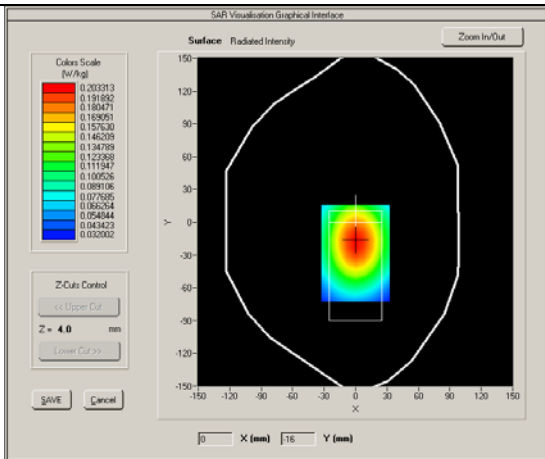 SAR Visualisation Graphical Interface
Surface Radiated Intensity
Zoom In/Out
Colors Scale
(W/kg)
0.203313
0.191892
0.180471
0.169051
0.157630
0.146209
0.134789
0.123368
0.111947
0.100526
0.089106
0.077685
0.066264
0.054844
0.043423
0.032002
Z-Cuts Control
<< Upper Cut
Z = 4.0 mm
Lower Cut >>
SAVE Cancel
150
120
90
60
30
0
-30
-60
-90
-120
-150
Y
-150 -120 -90 -60 -30 0 30 60 90 120 150
X
0 X (mm) -16 Y (mm)